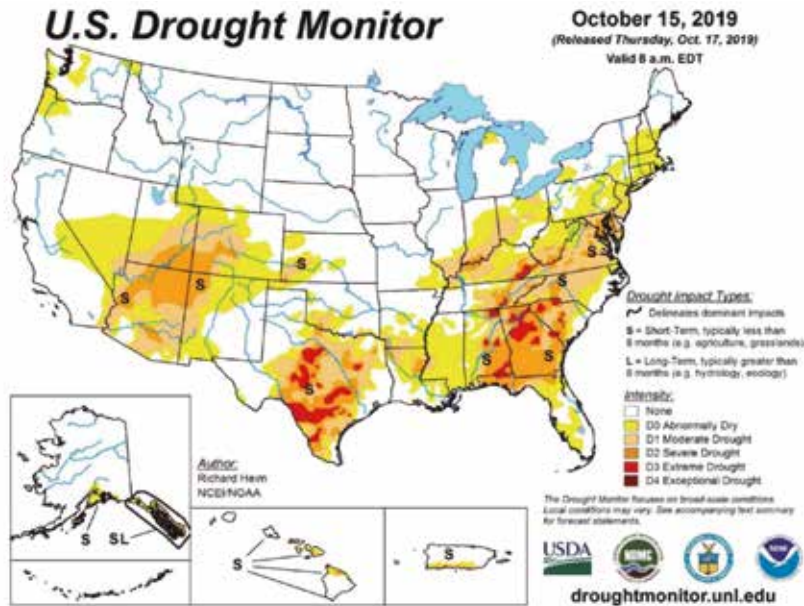 U.S. Drought Monitor
October 15, 2019
(Released Thursday, Oct. 17, 2019)
Valid 8 a.m. EDT
S
S
S
S
S
S
S
S
Drought Impact Types:
Delineates dominant impacts
S = Short-Term, typically less than
6 months (e.g. agriculture, grasslands)
L = Long-Term, typically greater than
6 months (e.g. hydrology, ecology)
Intensity:
None
D0 Abnormally Dry
D1 Moderate Drought
D2 Severe Drought
D3 Extreme Drought
D4 Exceptional Drought
Author:
Richard Heim
NCEI/NOAA
S
SL
S
S
The Drought Monitor focuses on broad-scale conditions.
Local conditions may vary. See accompanying text summary
for forecast statements.
USDA
NDMC
droughtmonitor.unl.edu